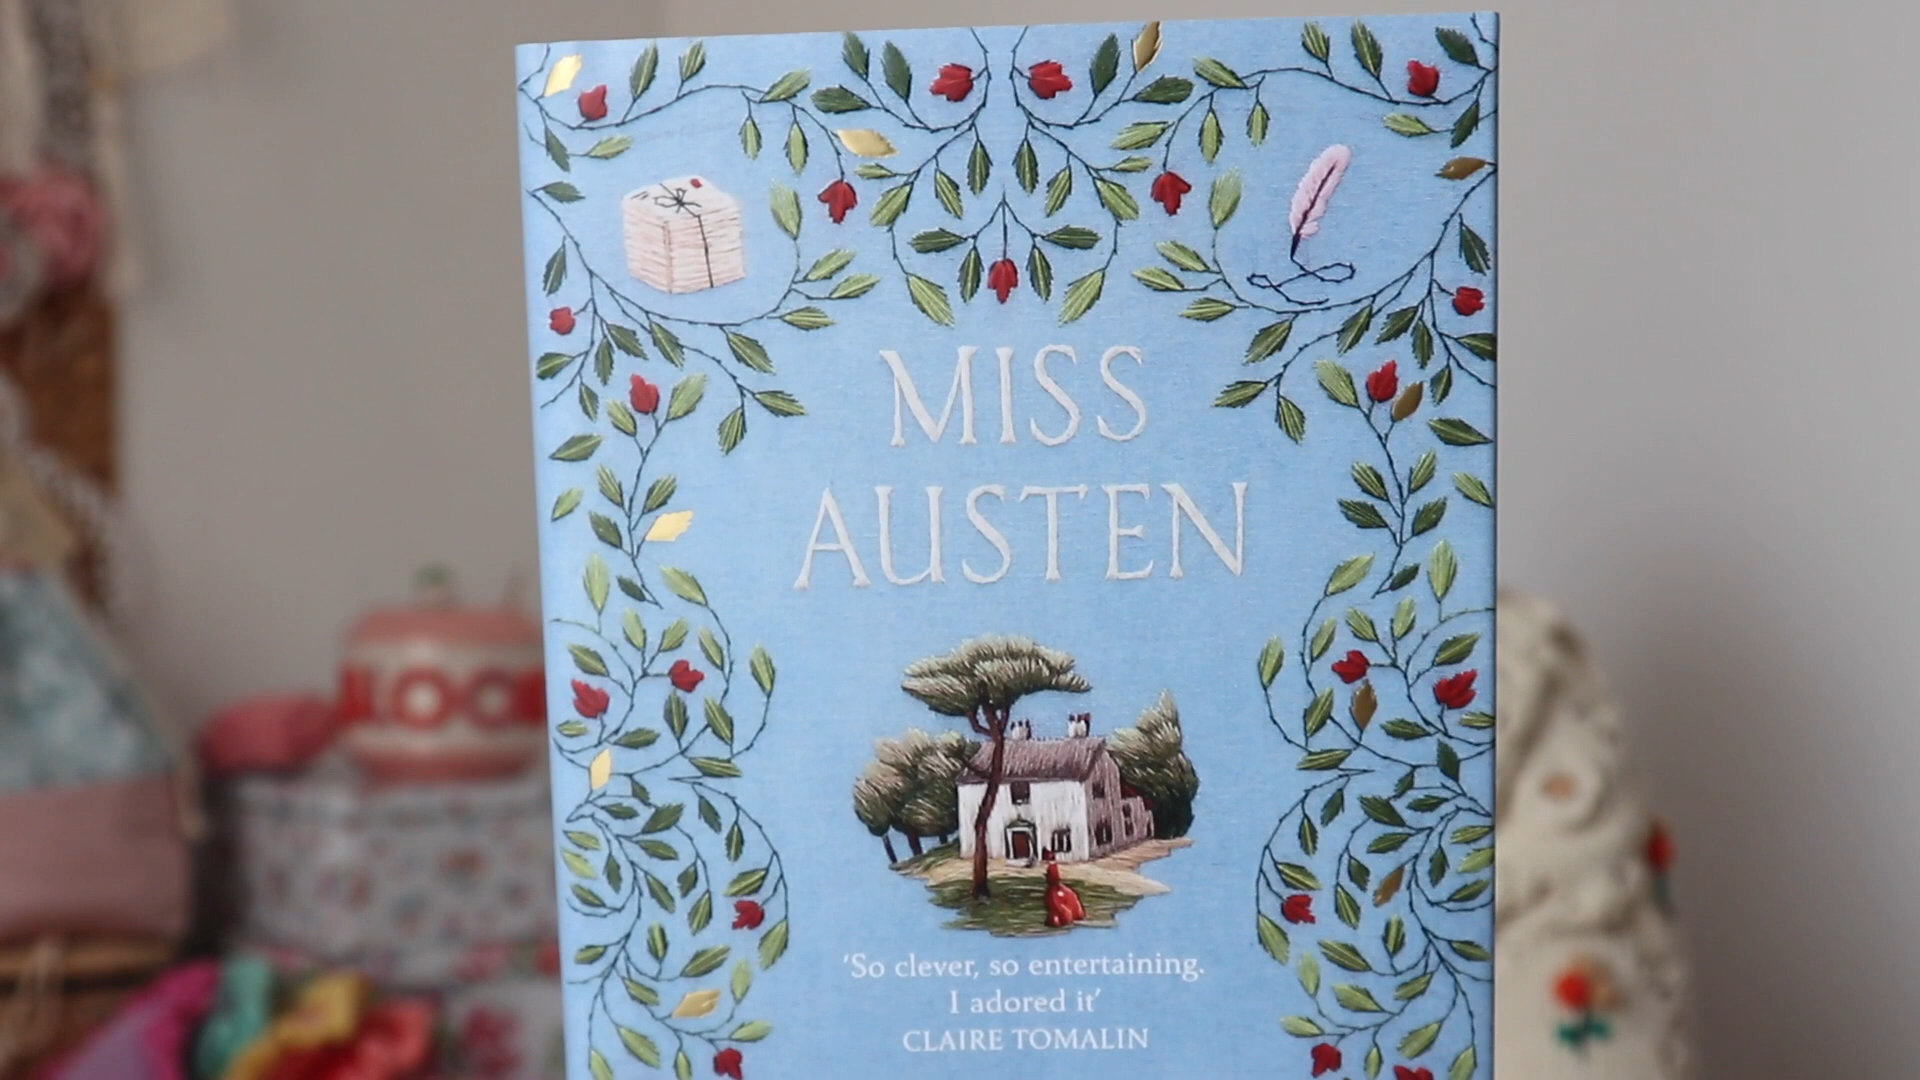 MISS
AUSTEN
‘So clever, so entertaining.
I adored it’
CLAIRE TOMALIN